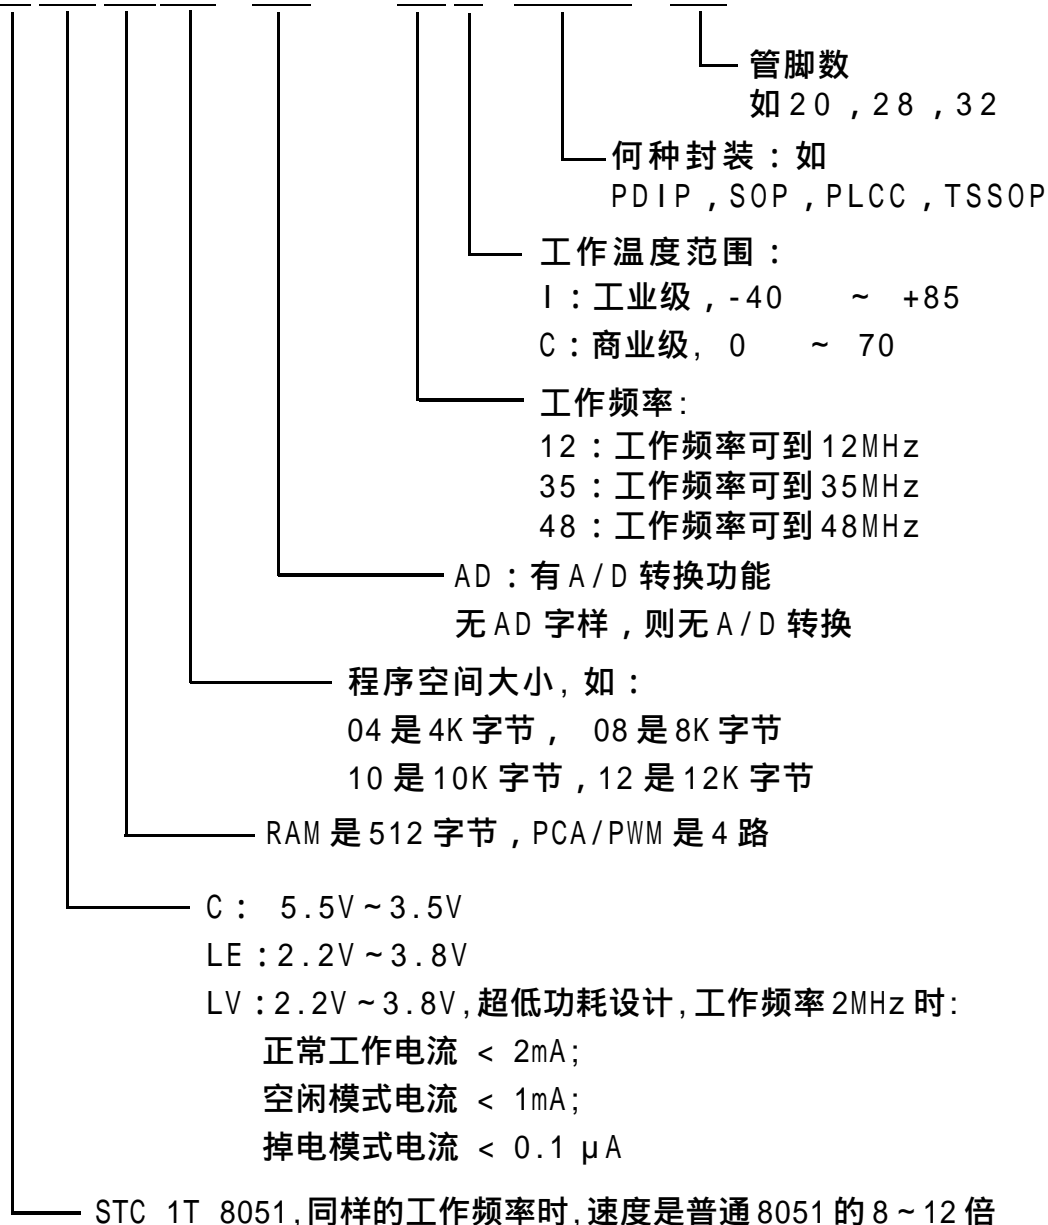 管脚数
如20，28，32
何种封装：如
PDIP，SOP，PLCC，TSSOP
工作温度范围：
I：工业级，-40 ~ +85
C：商业级, 0 ~ 70
工作频率:
12：工作频率可到12MHz
35：工作频率可到35MHz
48：工作频率可到48MHz
AD：有A/D转换功能
无AD字样，则无A/D转换
程序空间大小,如：
04是4K字节， 08是8K字节
10是10K字节，12是12K字节
RAM是512字节，PCA/PWM是4路
C： 5.5V~3.5V
LE：2.2V~3.8V
LV：2.2V~3.8V,超低功耗设计,工作频率2MHz时:
正常工作电流 < 2mA;
空闲模式电流 < 1mA;
掉电模式电流 < 0.1μA
STC 1T 8051,同样的工作频率时,速度是普通8051的8~12倍